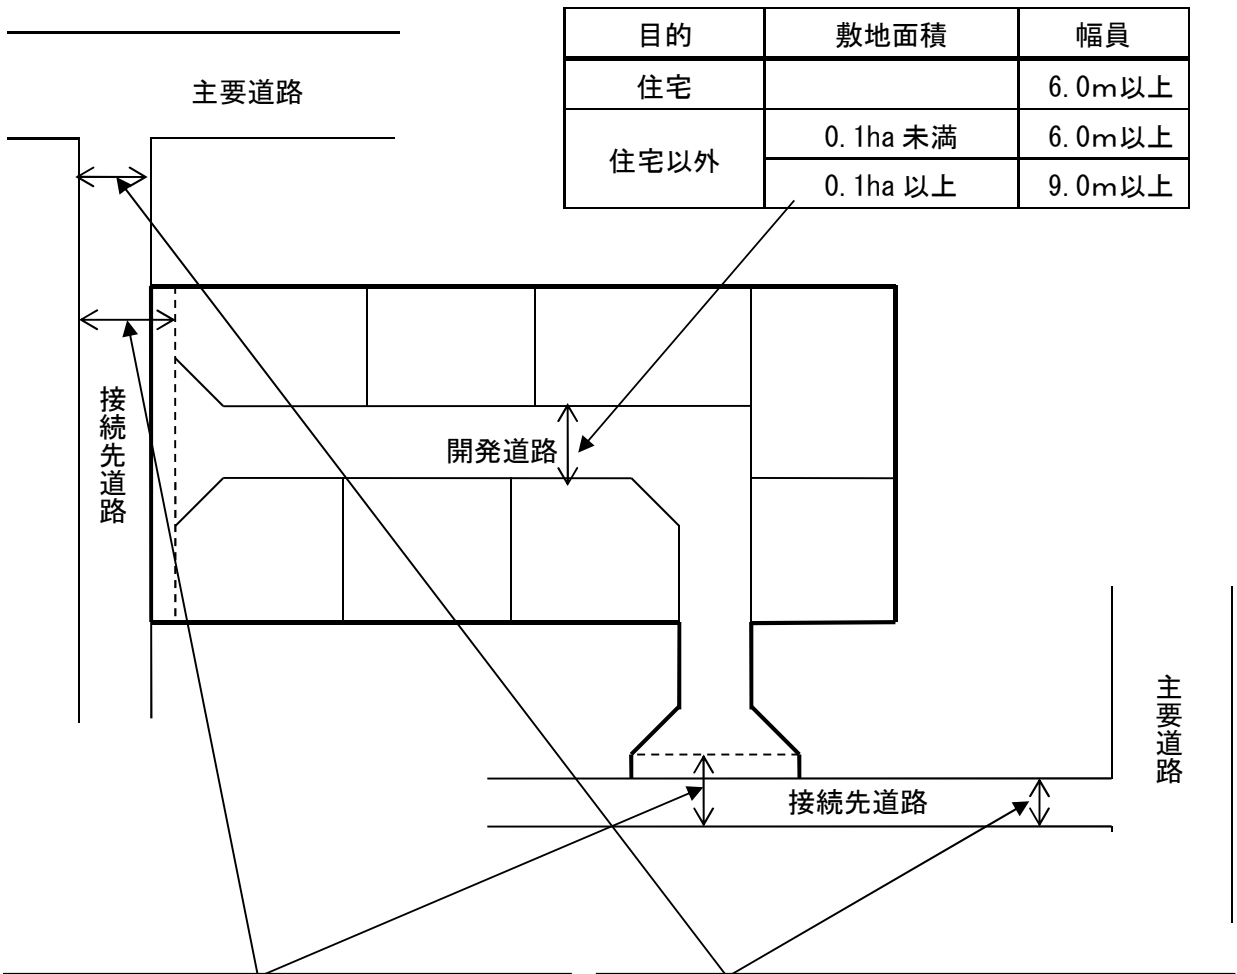 目的 敷地面積 幅員
住宅 6.0m以上
住宅以外 0.1ha 未満 6.0m以上
0.1ha 以上 9.0m以上
主要道路
接続先道路
開発道路
主要道路
接続先道路